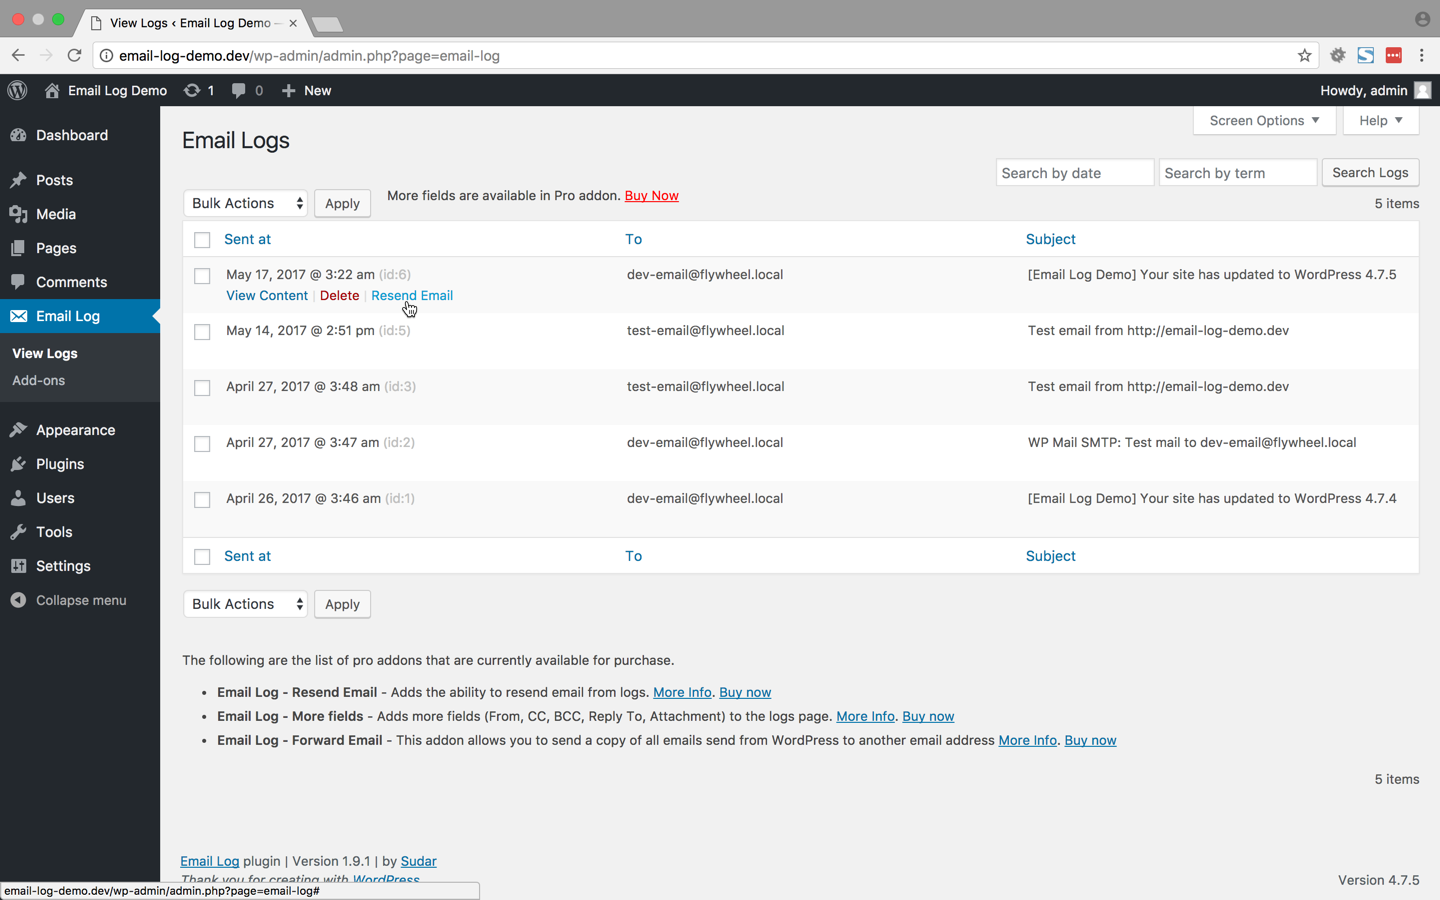 View Logs ‹ Email Log Demo –
email-log-demo.dev/wp-admin/admin.php?page=email-log
Email Log Demo 1 0 New Howdy, admin
Dashboard
Posts
Media
Pages
Comments
Email Log
View Logs
Add-ons
Appearance
Plugins
Users
Tools
Settings
Collapse menu
Screen Options Help
Email Logs
Search by date Search by term Search Logs
Bulk Actions Apply More fields are available in Pro addon. Buy Now 5 items
Sent at To Subject
May 17, 2017 @ 3:22 am (id:6) dev-email@flywheel.local [Email Log Demo] Your site has updated to WordPress 4.7.5
View Content | Delete | Resend Email
May 14, 2017 @ 2:51 pm (id:5) test-email@flywheel.local Test email from http://email-log-demo.dev
April 27, 2017 @ 3:48 am (id:3) test-email@flywheel.local Test email from http://email-log-demo.dev
April 27, 2017 @ 3:47 am (id:2) dev-email@flywheel.local WP Mail SMTP: Test mail to dev-email@flywheel.local
April 26, 2017 @ 3:46 am (id:1) dev-email@flywheel.local [Email Log Demo] Your site has updated to WordPress 4.7.4
Sent at To Subject
Bulk Actions Apply
The following are the list of pro addons that are currently available for purchase.
• Email Log - Resend Email - Adds the ability to resend email from logs. More Info. Buy now
• Email Log - More fields - Adds more fields (From, CC, BCC, Reply To, Attachment) to the logs page. More Info. Buy now
• Email Log - Forward Email - This addon allows you to send a copy of all emails send from WordPress to another email address More Info. Buy now
5 items
Email Log plugin | Version 1.9.1 | by Sudar
Thank you for creating with WordPress
Version 4.7.5
email-log-demo.dev/wp-admin/admin.php?page=email-log#